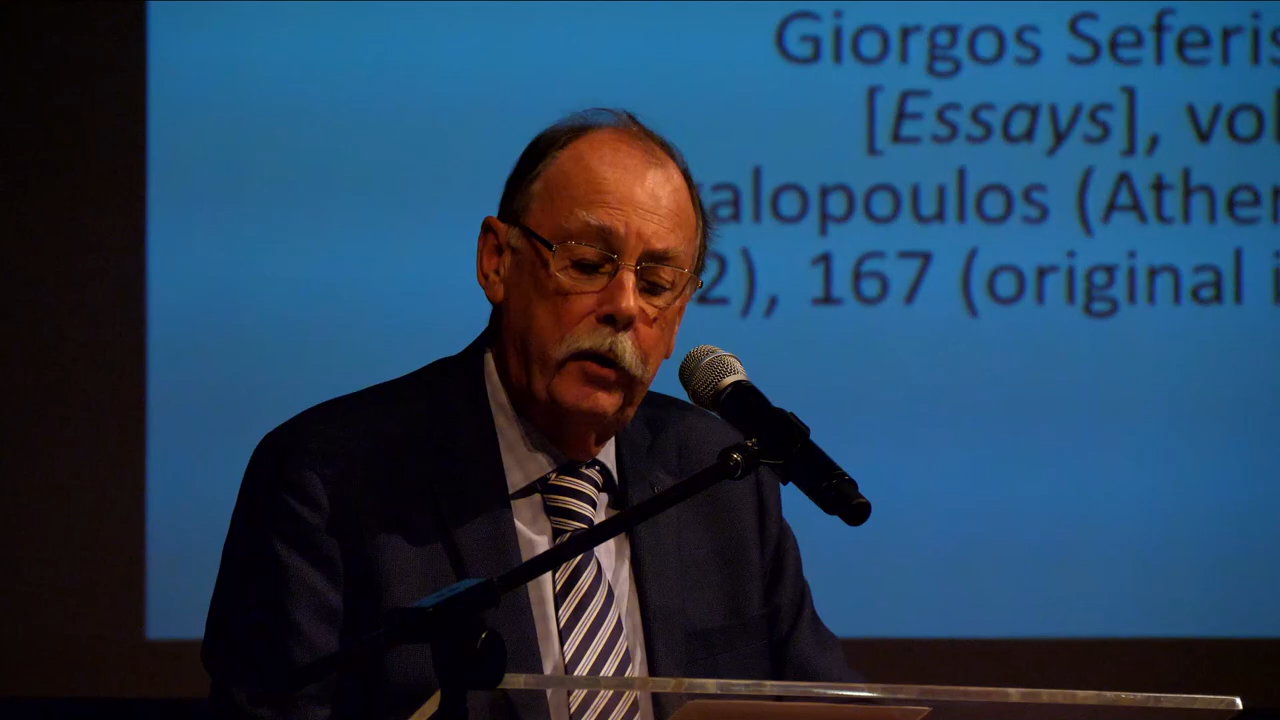 Giorgos Seferis
[Essays], vol
alopoulos (Athen
2), 167 (original i